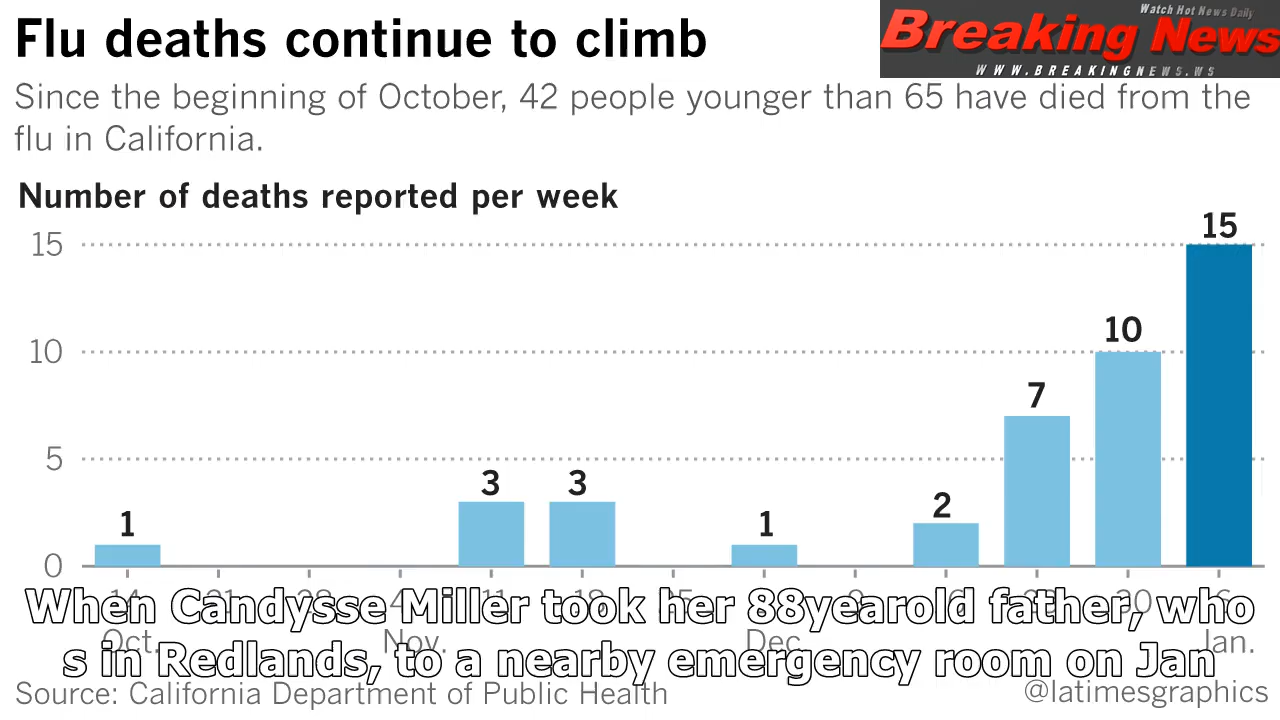 Flu deaths continue to climb
Watch Hot News Daily
Breaking News
WWW.BREAKINGNEWS.WS
Since the beginning of October, 42 people younger than 65 have died from the
flu in California.
Number of deaths reported per week
15
15
10
10
7
5
3
3
2
1
1
0
When Candysse Miller took her 88yearold father, who
Oct. Nov. Dec. Jan.
s in Redlands, to a nearby emergency room on Jan
Source: California Department of Public Health
@latimesgraphics